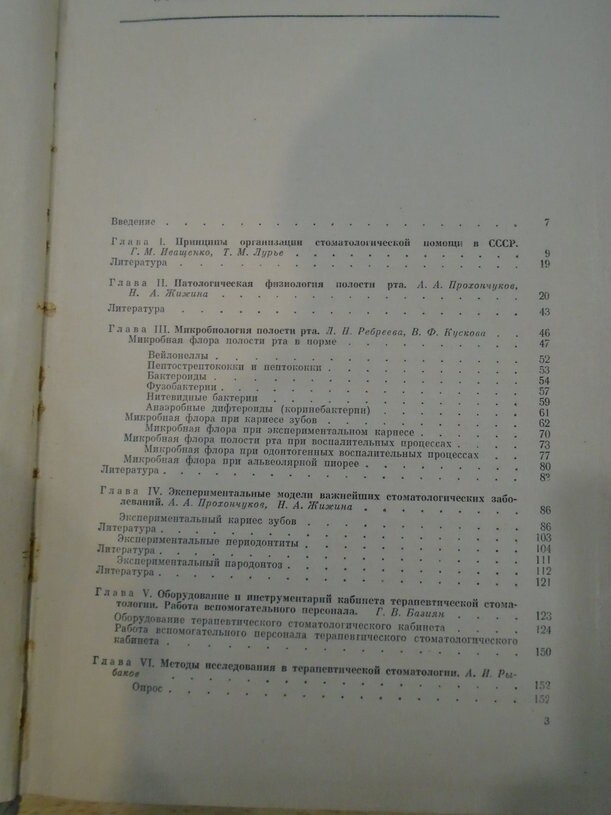 Введение . . . . . . . . . . 7
Глава I. Принципы организации стоматологической помощи в СССР.
Г. М. Иващенко, Т. М. Лурье . . . . . . . . . . 9
Литература . . . . . . . . . . 19
Глава II. Патологическая физиология полости рта. А. А. Прохончуков,
Н. А. Жижина . . . . . . . . . . 20
Литература . . . . . . . . . . 43
Глава III. Микробиология полости рта. Л. Н. Ребреева, В. Ф. Кускова . . 46
Микробная флора полости рта в норме . . . . . . . . . . 47
Вейлонеллы . . . . . . . . . . 52
Пептострептококки и пептококки . . . . . . . . . . 53
Бактероиды . . . . . . . . . . 54
Фузобактерии . . . . . . . . . . 57
Нитевидные бактерии . . . . . . . . . . 59
Анаэробные дифтероиды (коринебактерии) . . . . . . 61
Микробная флора при кариесе зубов . . . . . . . . . . 62
Микробная флора при экспериментальном кариесе . . . . . 70
Микробная флора полости рта при воспалительных процессах . . . . 73
Микробная флора при одонтогенных воспалительных процессах . . . 77
Микробная флора при альвеолярной пиорее . . . . . . . . 80
Литература . . . . . . . . . . 82
Глава IV. Экспериментальные модели важнейших стоматологических забо-
леваний. А. А. Прохончуков, Н. А. Жижина . . . . . . . . 86
Экспериментальный кариес зубов . . . . . . . . . . 86
Литература . . . . . . . . . . 103
Экспериментальные периодонтиты . . . . . . . . . . 104
Литература . . . . . . . . . . 111
Экспериментальный пародонтоз . . . . . . . . . . 112
Литература . . . . . . . . . . 121
Глава V. Оборудование и инструментарий кабинета терапевтической стома-
тологии. Работа вспомогательного персонала. Г. В. Базиян . . . . 123
Оборудование терапевтического стоматологического кабинета . . . . 124
Работа вспомогательного персонала терапевтического стоматологического
кабинета . . . . . . . . . . 150
Глава VI. Методы исследования в терапевтической стоматологии. А. И. Ры-
баков . . . . . . . . . . 152
Опрос . . . . . . . . . . 152
3